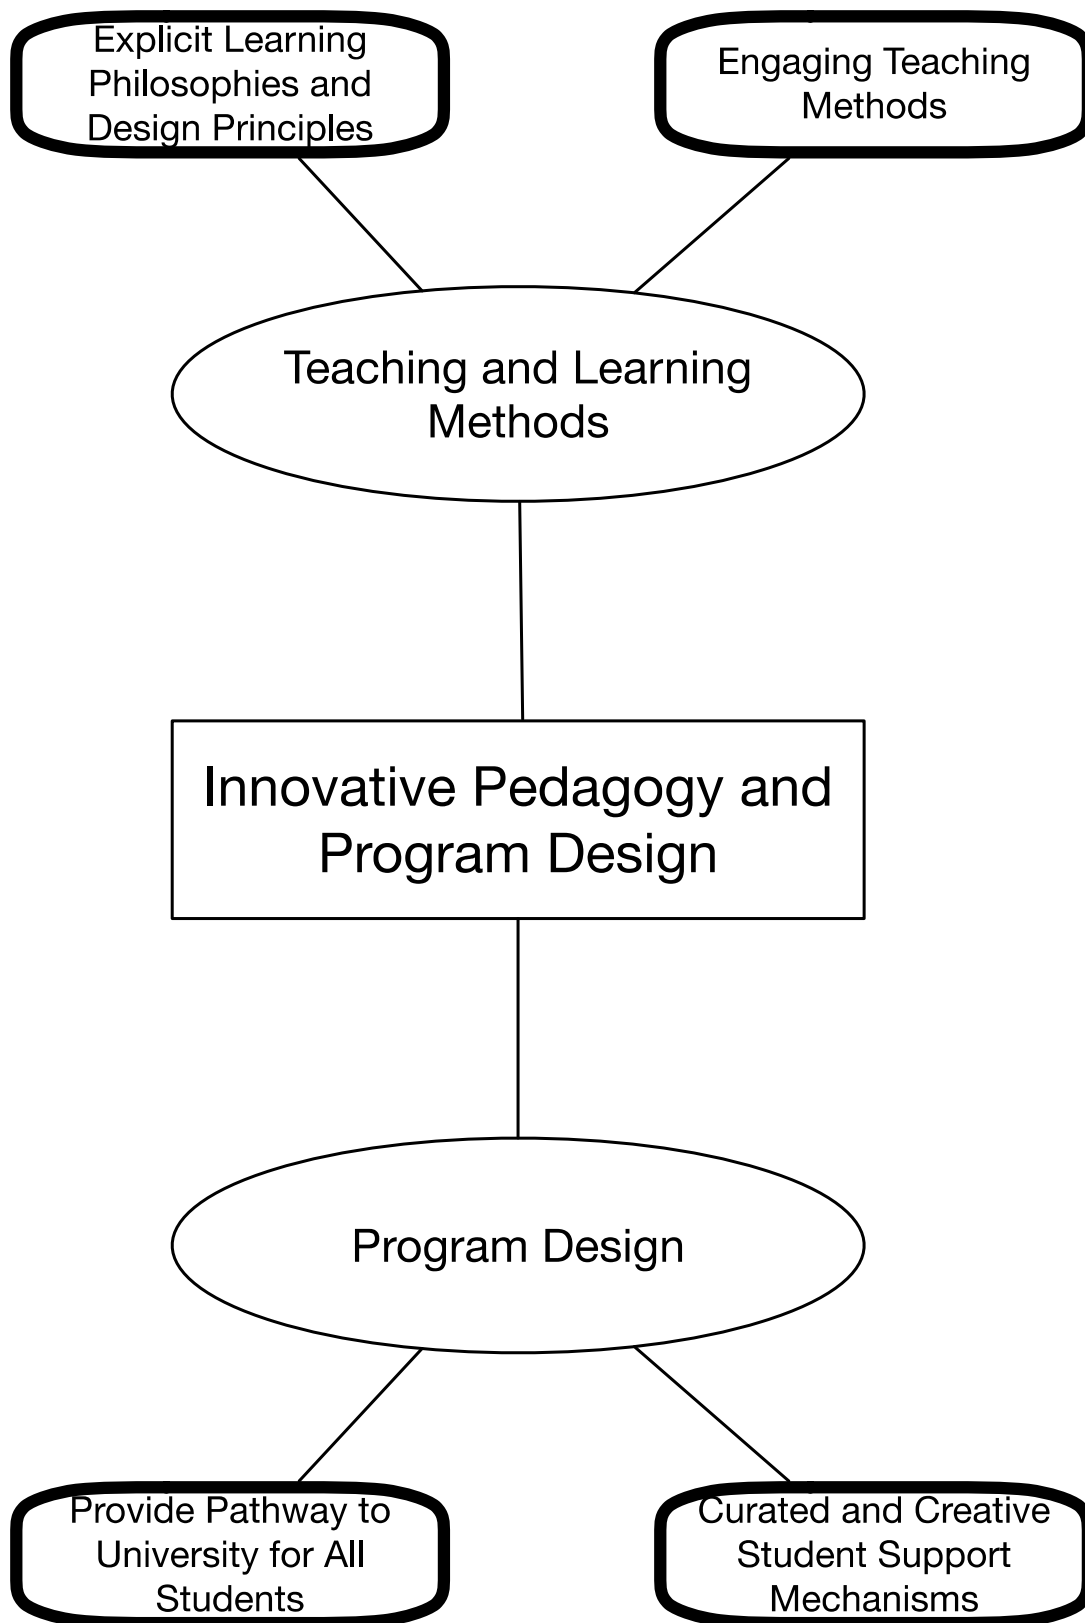 Explicit Learning
Philosophies and
Design Principles
Engaging Teaching
Methods
Teaching and Learning
Methods
Innovative Pedagogy and
Program Design
Program Design
Provide Pathway to
University for All
Students
Curated and Creative
Student Support
Mechanisms